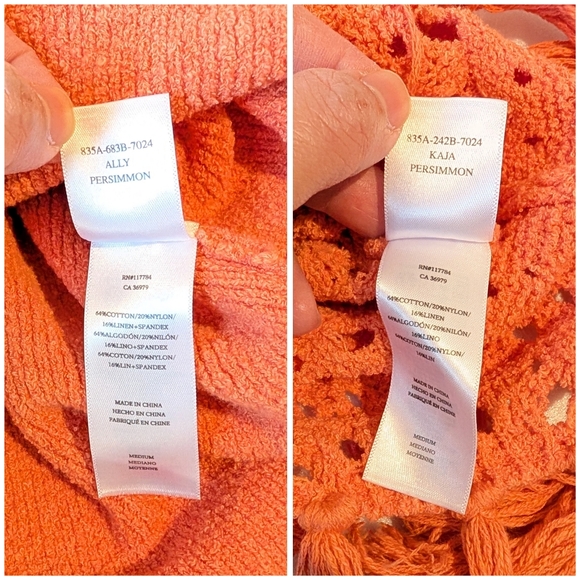 835A-683B-7024
ALLY
PERSIMMON
RN#117784
CA 36979
64%COTTON/20%NYLON/
16%LINEN+SPANDEX
64%ALGODÓN/20%NILÓN/
16%LINO+SPANDEX
64%COTON/20%NYLON/
16%LIN+SPANDEX
MADE IN CHINA
HECHO EN CHINA
FABRIQUÉ EN CHINE
MEDIUM
MEDIANO
MOYENNE
835A-242B-7024
KAJA
PERSIMMON
RN#117784
CA 36979
64%COTTON/20%NYLON/
16%LINEN
64%ALGODÓN/20%NILÓN/
16%LINO
64%COTON/20%NYLON/
16%LIN
MADE IN CHINA
HECHO EN CHINA
FABRIQUÉ EN CHINE
MEDIUM
MEDIANO
MOYENNE